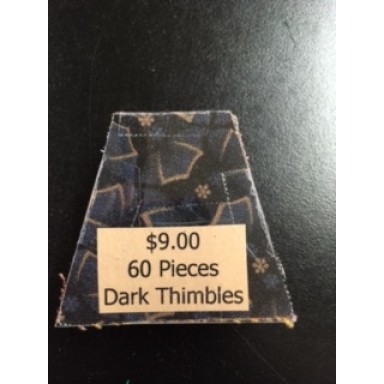 $9.00
60 Pieces
Dark Thimbles